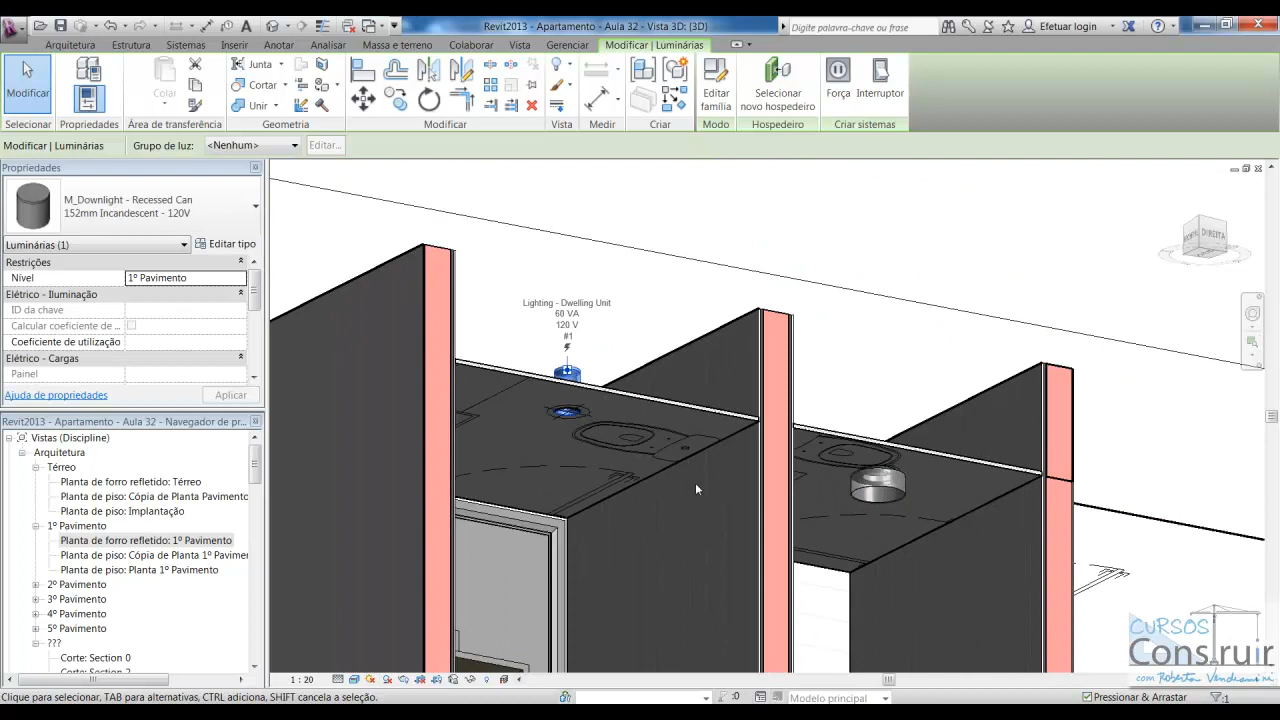 Revit2013 - Apartamento - Aula 32 - Vista 3D: {3D}
Digite palavra-chave ou frase
Efetuar login
Arquitetura Estrutura Sistemas Inserir Anotar Analisar Massa e terreno Colaborar Vista Gerenciar Modificar | Luminárias
Modificar
Colar
Junta
Cortar
Unir
Editar família
Selecionar novo hospedeiro
Força
Interruptor
Selecionar Propriedades Área de transferência Geometria Modificar Vista Medir Criar Modo Hospedeiro Criar sistemas
Modificar | Luminárias Grupo de luz: <Nenhum> Editar...
Propriedades
M_Downlight - Recessed Can
152mm Incandescent - 120V
Luminárias (1) Editar tipo
Restrições
Nível 1º Pavimento
Elétrico - Iluminação
ID da chave
Calcular coeficiente de ...
Coeficiente de utilização
Elétrico - Cargas
Painel
Ajuda de propriedades Aplicar
Revit2013 - Apartamento - Aula 32 - Navegador de pr...
Vistas (Discipline)
Arquitetura
Térreo
Planta de forro refletido: Térreo
Planta de piso: Cópia de Planta Pavimento
Planta de piso: Implantação
1º Pavimento
Planta de forro refletido: 1º Pavimento
Planta de piso: Cópia de Planta 1º Pavimen
Planta de piso: Planta 1º Pavimento
2º Pavimento
3º Pavimento
4º Pavimento
5º Pavimento
???
Corte: Section 0
Corte: Section 2
Lighting - Dwelling Unit
60 VA
120 V
#1
DIREITA
1 : 20
CURSOS
Construir
com Roberta Vendramini
Clique para selecionar, TAB para alternativas, CTRL adiciona, SHIFT cancela a seleção. :0 Modelo principal Pressionar & Arrastar :1